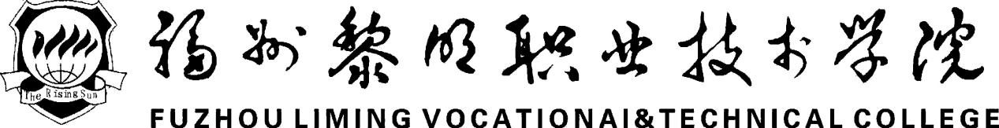 The Rising Sun
福州黎明职业技术学院
FUZHOU LIMING VOCATIONAI&TECHNICAL COLLEGE